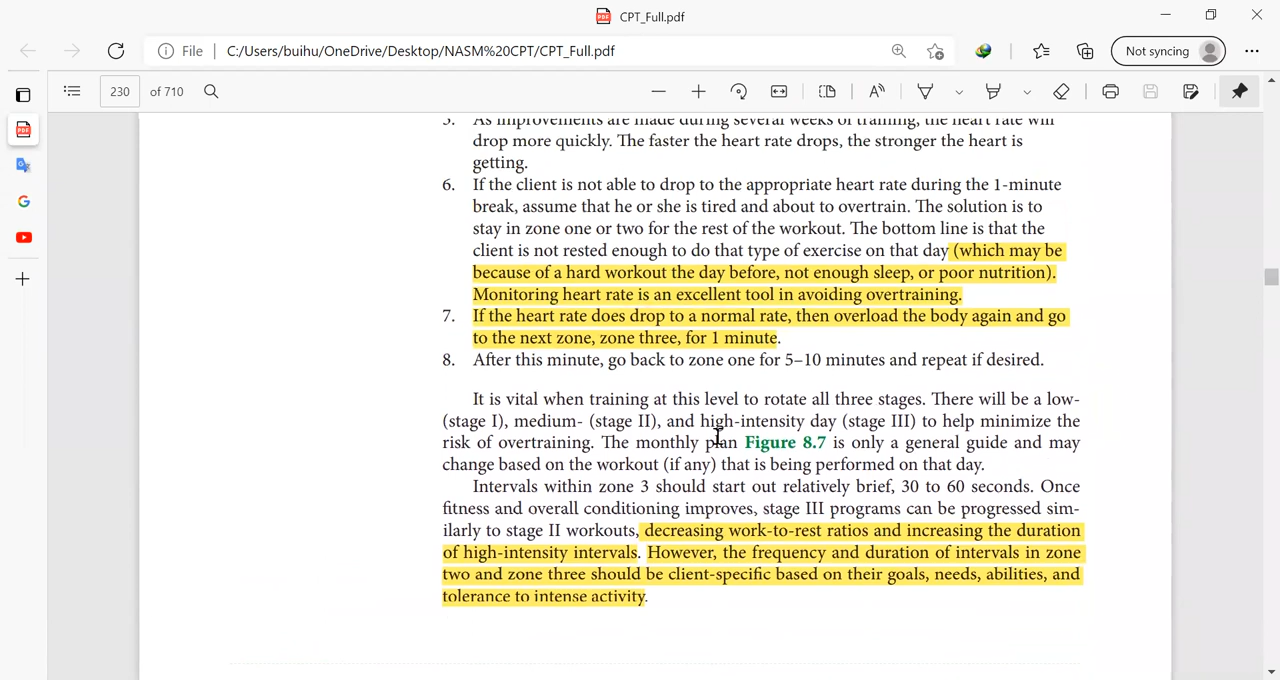 CPT_Full.pdf
File | C:/Users/buihu/OneDrive/Desktop/NASM%20CPT/CPT_Full.pdf
Not syncing
230 of 710
5. As improvements are made during several weeks of training, the heart rate will
drop more quickly. The faster the heart rate drops, the stronger the heart is
getting.
6. If the client is not able to drop to the appropriate heart rate during the 1-minute
break, assume that he or she is tired and about to overtrain. The solution is to
stay in zone one or two for the rest of the workout. The bottom line is that the
client is not rested enough to do that type of exercise on that day (which may be
because of a hard workout the day before, not enough sleep, or poor nutrition).
Monitoring heart rate is an excellent tool in avoiding overtraining.
7. If the heart rate does drop to a normal rate, then overload the body again and go
to the next zone, zone three, for 1 minute.
8. After this minute, go back to zone one for 5–10 minutes and repeat if desired.
It is vital when training at this level to rotate all three stages. There will be a low-
(stage I), medium- (stage II), and high-intensity day (stage III) to help minimize the
risk of overtraining. The monthly plan Figure 8.7 is only a general guide and may
change based on the workout (if any) that is being performed on that day.
Intervals within zone 3 should start out relatively brief, 30 to 60 seconds. Once
fitness and overall conditioning improves, stage III programs can be progressed sim-
ilarly to stage II workouts, decreasing work-to-rest ratios and increasing the duration
of high-intensity intervals. However, the frequency and duration of intervals in zone
two and zone three should be client-specific based on their goals, needs, abilities, and
tolerance to intense activity.